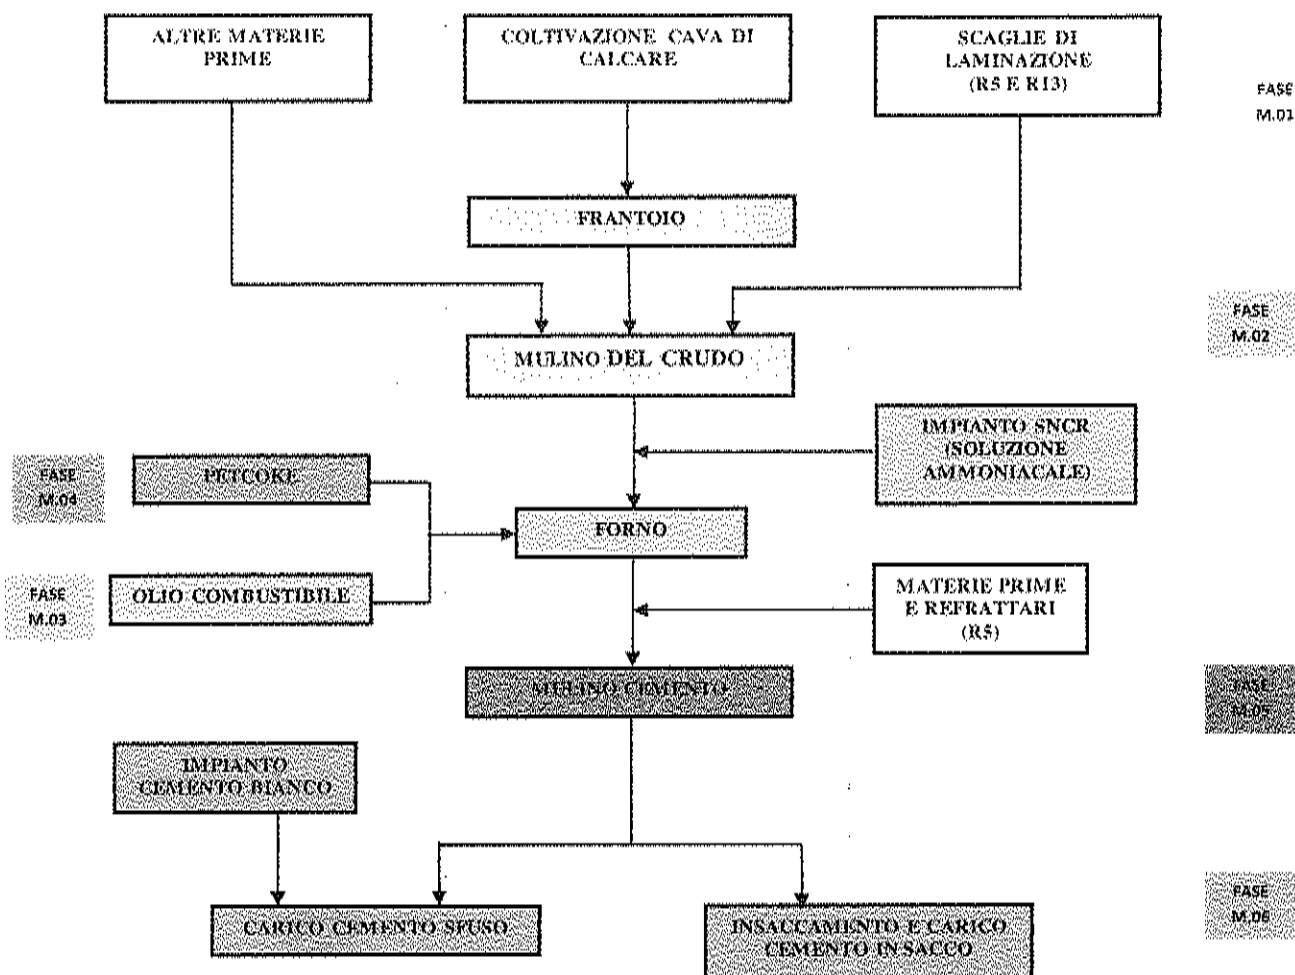 ALTRE MATERIE
PRIME
COLTIVAZIONE CAVA DI
CALCARE
SCAGLIE DI
LAMINAZIONE
(R5 E R13)
FASE
M.01
FRANTOIO
FASE
M.02
MULINO DEL CRUDO
IMPIANTO SNCR
(SOLUZIONE
AMMONIACALE)
FASE
M.04
PETCOKE
FORNO
FASE
M.03
OLIO COMBUSTIBILE
MATERIE PRIME
E REFRATTARI
(R5)
MULINO CEMENTO
FASE
M.05
IMPIANTO
CEMENTO BIANCO
FASE
M.06
CARICO CEMENTO SFUSO
INSACCAMENTO E CARICO
CEMENTO IN SACCO